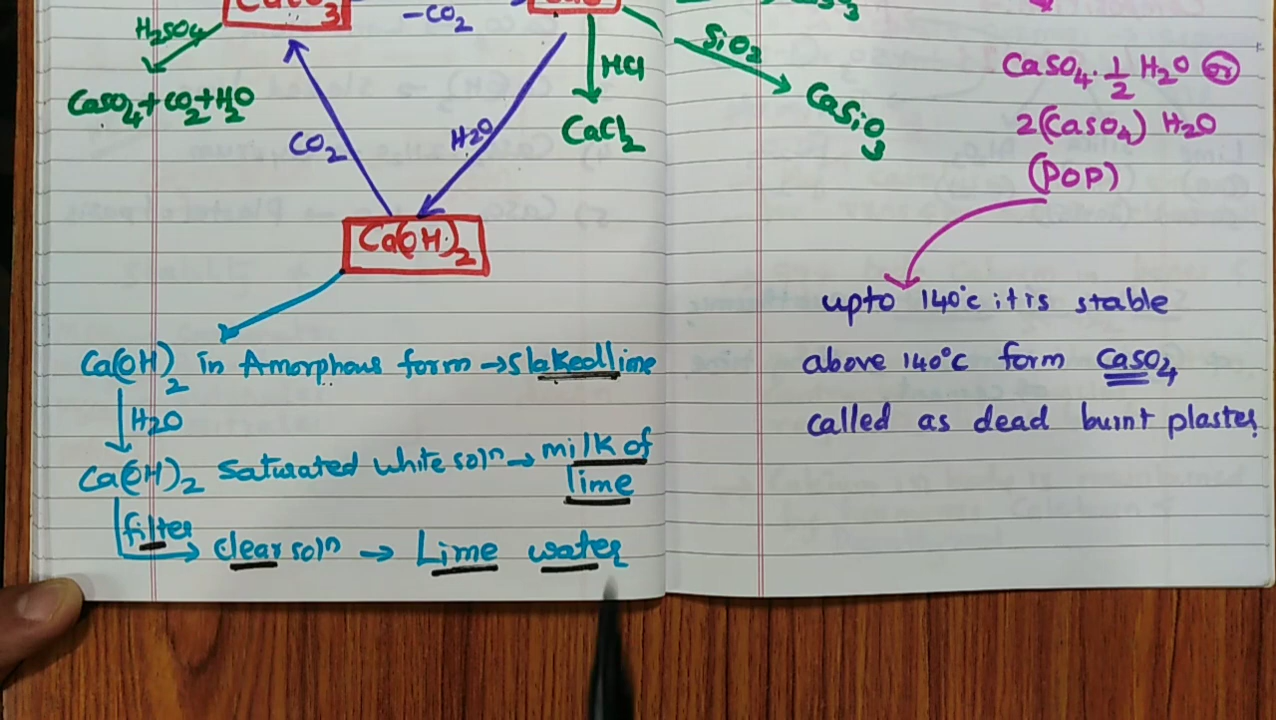 CaCO3
-CO2
H2SO4
CaSO4+CO2+H2O
CO2
H2O
HCl
CaCl2
SiO2
CaSiO3
Ca(OH)2
Ca(OH)2 in Amorphous form → slaked lime
H2O
Ca(OH)2 saturated white soln → milk of
lime
filter
clear soln → Lime water
CaSO4. 1/2 H2O or
2(CaSO4) H2O
(POP)
upto 140°c it is stable
above 140°c form CaSO4
called as dead burnt plaster